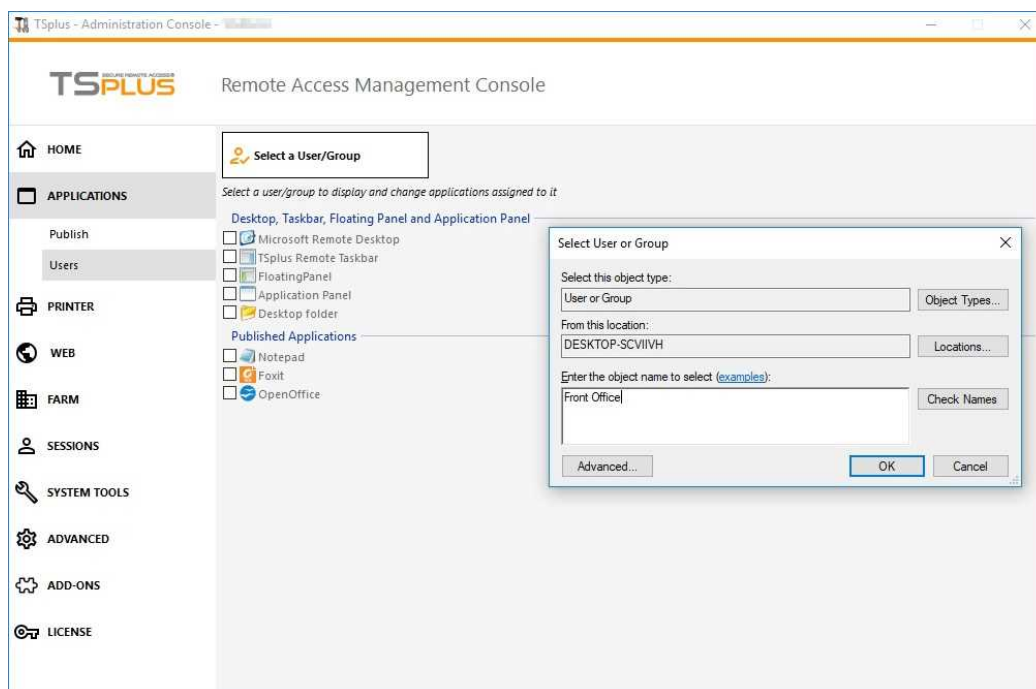 TSplus - Administration Console -
TSPLUS
SECURE REMOTE ACCESS
Remote Access Management Console
HOME
APPLICATIONS
Publish
Users
PRINTER
WEB
FARM
SESSIONS
SYSTEM TOOLS
ADVANCED
ADD-ONS
LICENSE
Select a User/Group
Select a user/group to display and change applications assigned to it
Desktop, Taskbar, Floating Panel and Application Panel
Microsoft Remote Desktop
TSplus Remote Taskbar
FloatingPanel
Application Panel
Desktop folder
Published Applications
Notepad
Foxit
OpenOffice
Select User or Group
Select this object type:
User or Group
Object Types...
From this location:
DESKTOP-SCVIIVH
Locations...
Enter the object name to select (examples):
Front Office
Check Names
Advanced...
OK
Cancel